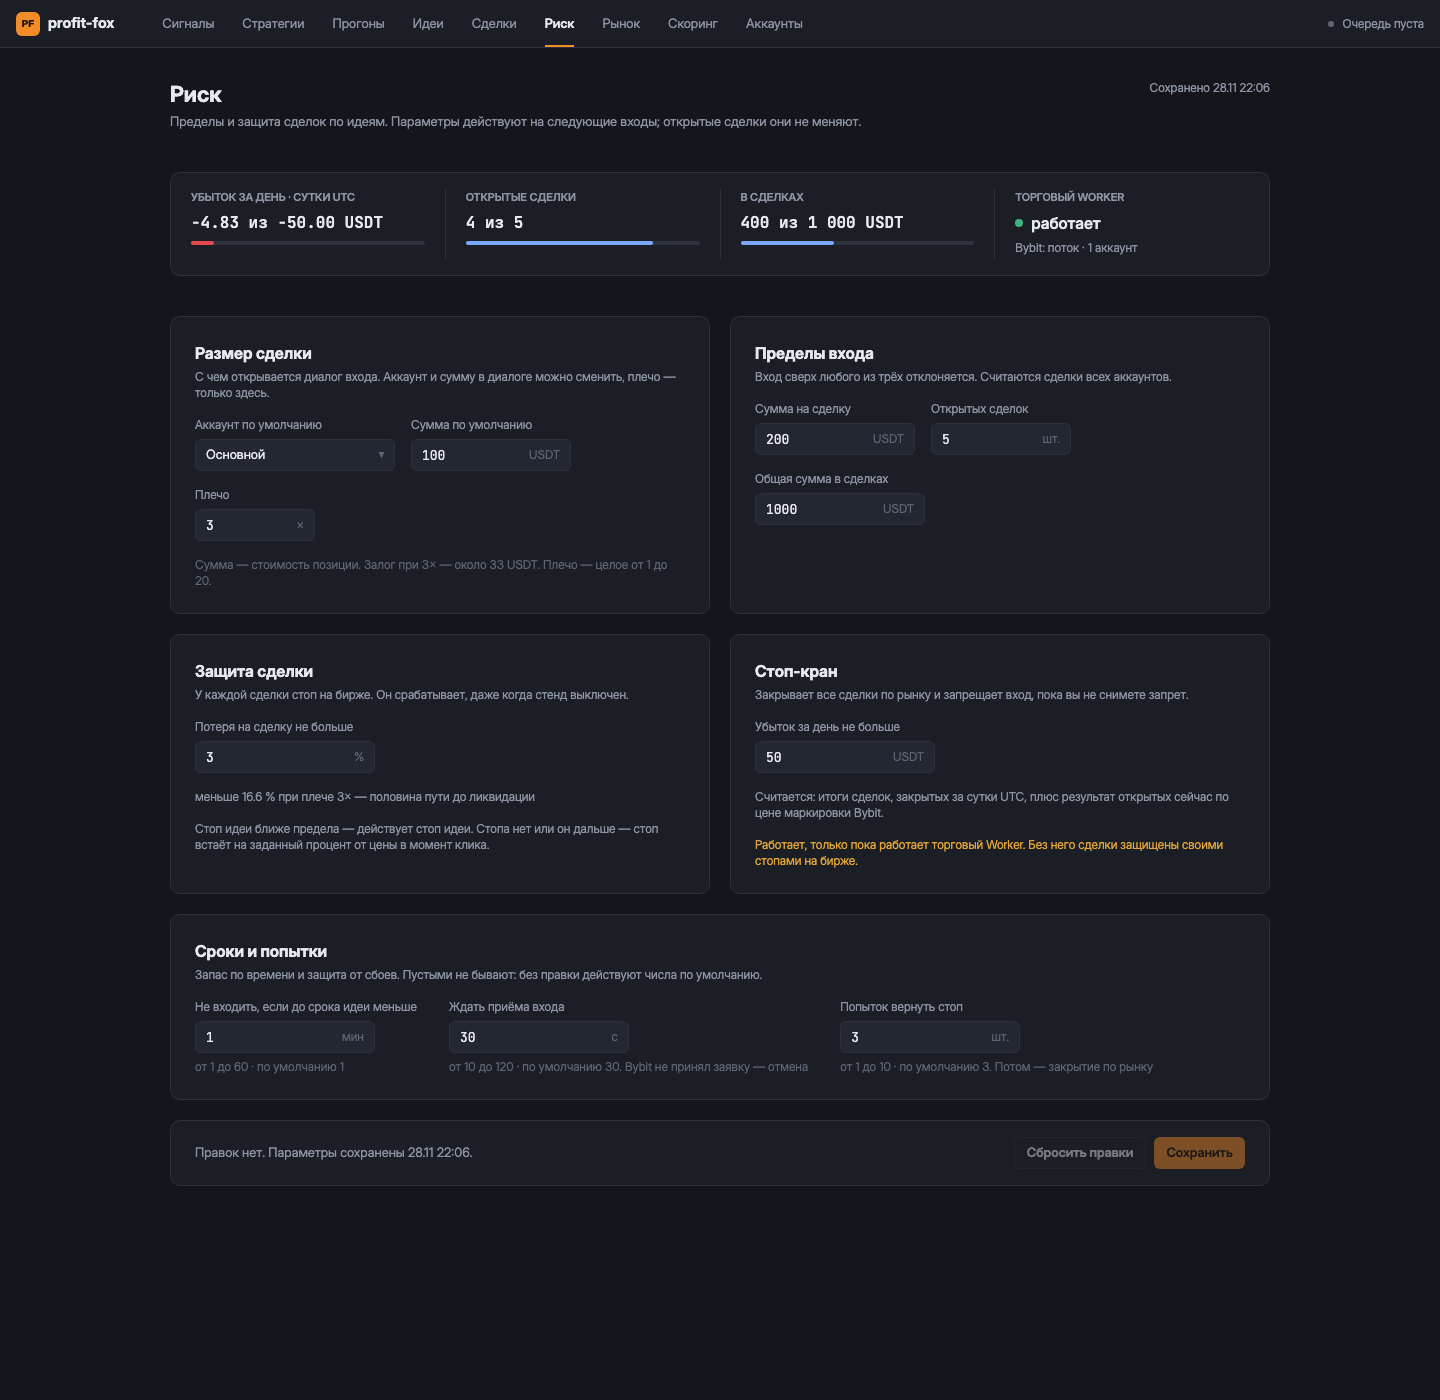 PF profit-fox Сигналы Стратегии Прогоны Идеи Сделки Риск Рынок Скоринг Аккаунты Очередь пуста
Риск
Сохранено 28.11 22:06
Пределы и защита сделок по идеям. Параметры действуют на следующие входы; открытые сделки они не меняют.
УБЫТОК ЗА ДЕНЬ · СУТКИ UTC
-4.83 из -50.00 USDT
ОТКРЫТЫЕ СДЕЛКИ
4 из 5
В СДЕЛКАХ
400 из 1 000 USDT
ТОРГОВЫЙ WORKER
работает
Bybit: поток · 1 аккаунт
Размер сделки
С чем открывается диалог входа. Аккаунт и сумму в диалоге можно сменить, плечо —
только здесь.
Аккаунт по умолчанию
Основной ▾
Сумма по умолчанию
100 USDT
Плечо
3 ×
Сумма — стоимость позиции. Залог при 3× — около 33 USDT. Плечо — целое от 1 до
20.
Пределы входа
Вход сверх любого из трёх отклоняется. Считаются сделки всех аккаунтов.
Сумма на сделку
200 USDT
Открытых сделок
5 шт.
Общая сумма в сделках
1000 USDT
Защита сделки
У каждой сделки стоп на бирже. Он срабатывает, даже когда стенд выключен.
Потеря на сделку не больше
3 %
меньше 16.6 % при плече 3× — половина пути до ликвидации
Стоп идеи ближе предела — действует стоп идеи. Стопа нет или он дальше — стоп
встаёт на заданный процент от цены в момент клика.
Стоп-кран
Закрывает все сделки по рынку и запрещает вход, пока вы не снимете запрет.
Убыток за день не больше
50 USDT
Считается: итоги сделок, закрытых за сутки UTC, плюс результат открытых сейчас по
цене маркировки Bybit.
Работает, только пока работает торговый Worker. Без него сделки защищены своими
стопами на бирже.
Сроки и попытки
Запас по времени и защита от сбоев. Пустыми не бывают: без правки действуют числа по умолчанию.
Не входить, если до срока идеи меньше
1 мин
от 1 до 60 · по умолчанию 1
Ждать приёма входа
30 с
от 10 до 120 · по умолчанию 30. Bybit не принял заявку — отмена
Попыток вернуть стоп
3 шт.
от 1 до 10 · по умолчанию 3. Потом — закрытие по рынку
Правок нет. Параметры сохранены 28.11 22:06.
Сбросить правки
Сохранить